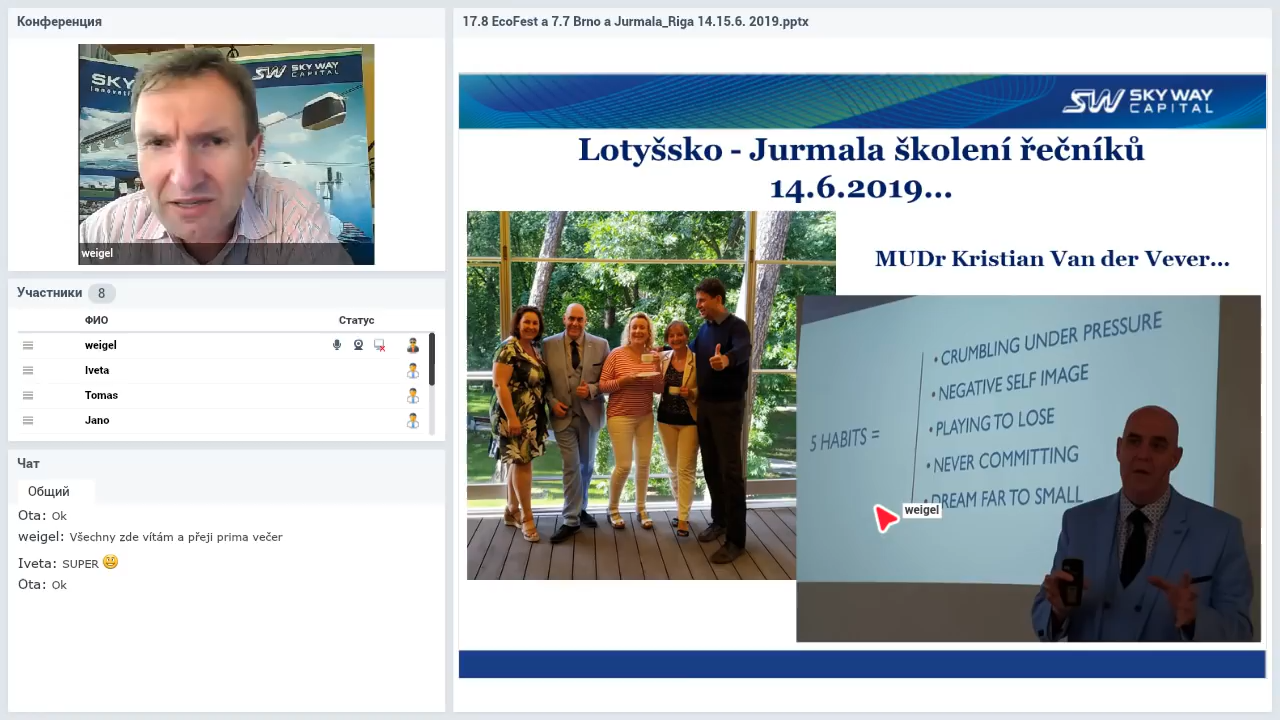 Конференция
SKY
Innovati
SW SKY WAY
CAPITAL
weigel
Участники 8
ФИО Статус
weigel
Iveta
Tomas
Jano
Чат
Общий
Ota: Ok
weigel: Všechny zde vítám a přeji prima večer
Iveta: SUPER
Ota: Ok
17.8 EcoFest a 7.7 Brno a Jurmala_Riga 14.15.6. 2019.pptx
SW SKY WAY
CAPITAL
Lotyšsko - Jurmala školení řečníků
14.6.2019...
MUDr Kristian Van der Vever...
5 HABITS =
• CRUMBLING UNDER PRESSURE
• NEGATIVE SELF IMAGE
• PLAYING TO LOSE
• NEVER COMMITTING
• DREAM FAR TO SMALL
weigel